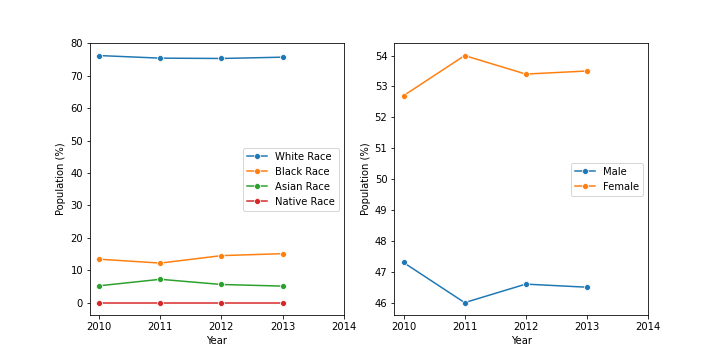 80
70
60
50
40
30
20
10
0
Population (%)
2010 2011 2012 2013 2014
Year
White Race
Black Race
Asian Race
Native Race
54
53
52
51
50
49
48
47
46
Population (%)
2010 2011 2012 2013 2014
Year
Male
Female